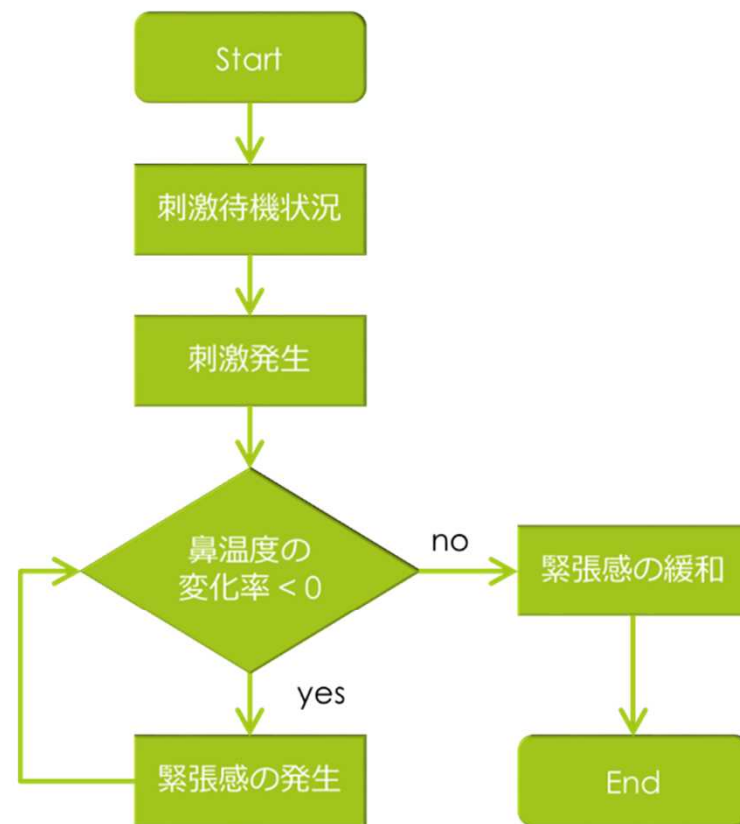 Start
刺激待機状況
刺激発生
鼻温度の
変化率 < 0
no
緊張感の緩和
yes
緊張感の発生
End